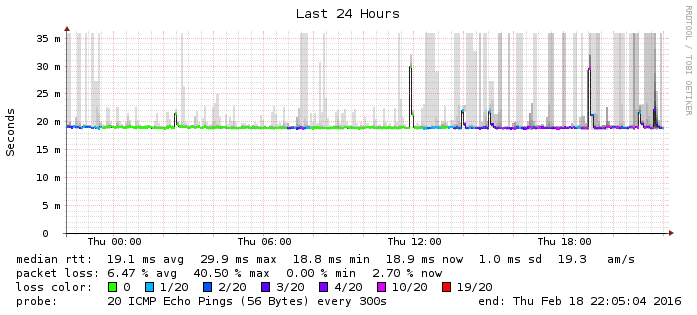 Last 24 Hours
RRDTOOL / TOBI OETIKER
Seconds
35 m
30 m
25 m
20 m
15 m
10 m
5 m
0
Thu 00:00 Thu 06:00 Thu 12:00 Thu 18:00
median rtt: 19.1 ms avg 29.9 ms max 18.8 ms min 18.9 ms now 1.0 ms sd 19.3 am/s
packet loss: 6.47 % avg 40.50 % max 0.00 % min 2.70 % now
loss color: 0 1/20 2/20 3/20 4/20 10/20 19/20
probe: 20 ICMP Echo Pings (56 Bytes) every 300s end: Thu Feb 18 22:05:04 2016